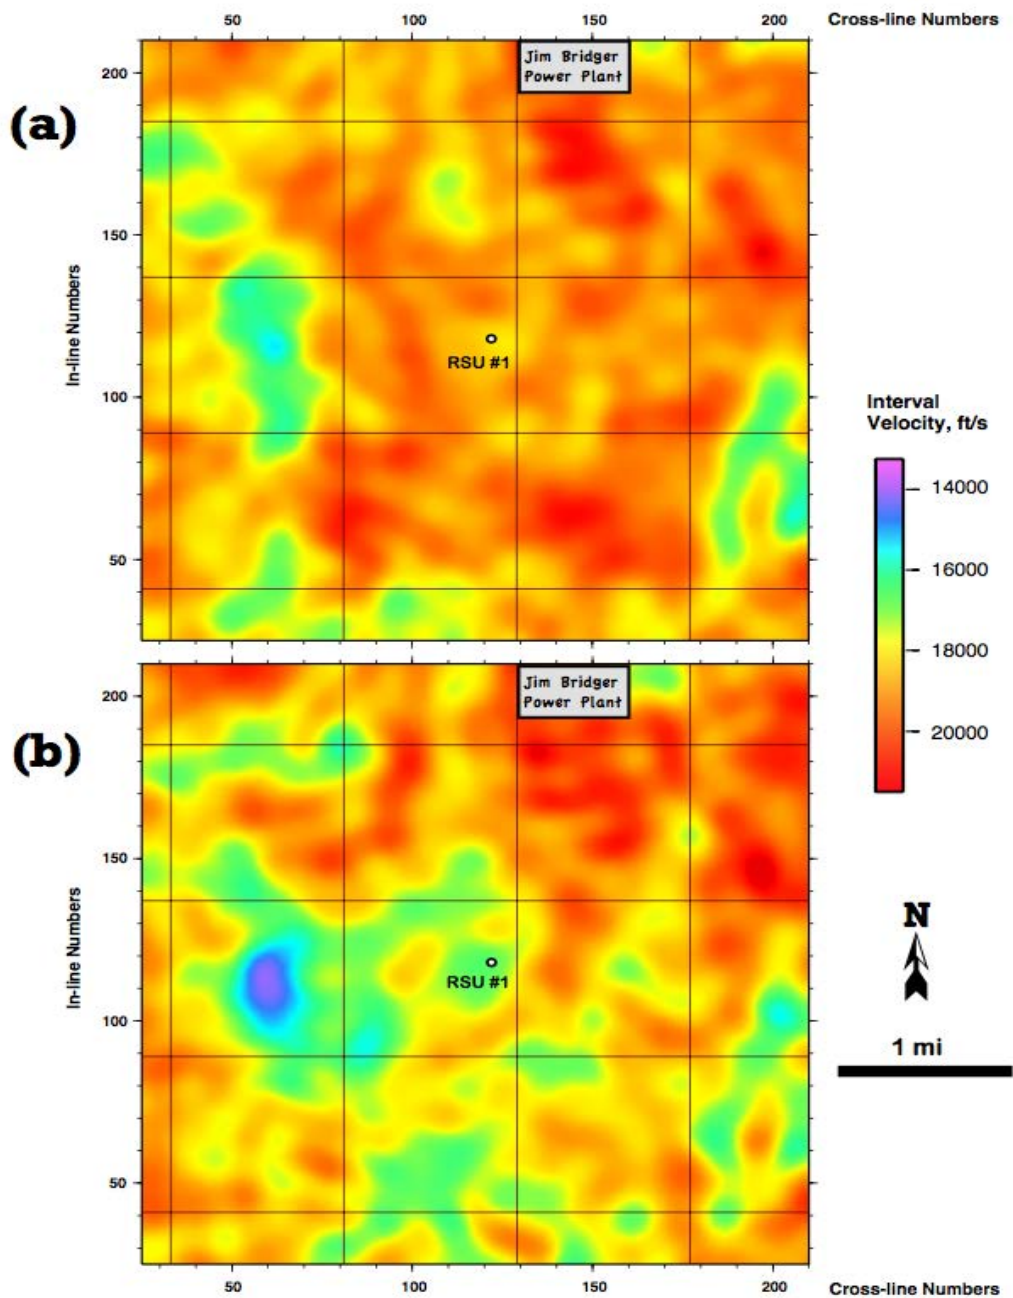 50 100 150 200 Cross-line Numbers
Jim Bridger
Power Plant
(a)
200
150
100
50
In-line Numbers
RSU #1
Interval
Velocity, ft/s
14000
16000
18000
20000
Jim Bridger
Power Plant
(b)
200
150
100
50
In-line Numbers
RSU #1
N
1 mi
50 100 150 200 Cross-line Numbers